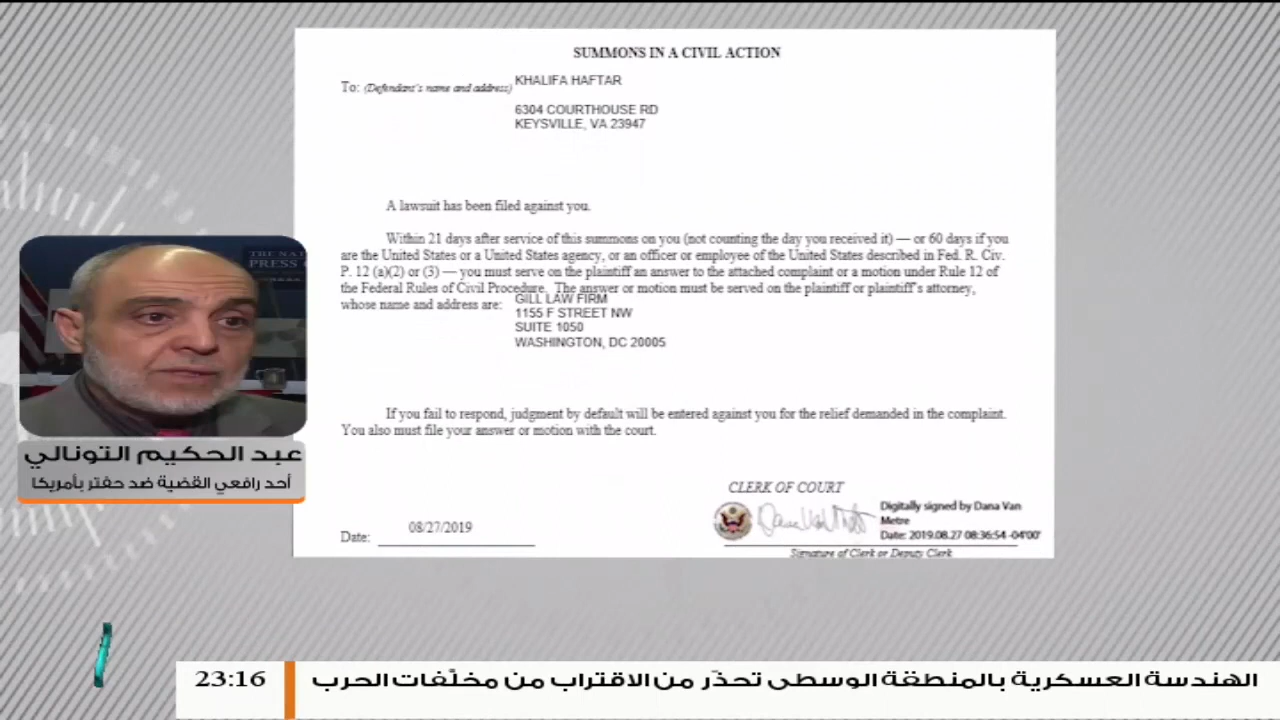 SUMMONS IN A CIVIL ACTION
To: (Defendant's name and address) KHALIFA HAFTAR
6304 COURTHOUSE RD
KEYSVILLE, VA 23947
A lawsuit has been filed against you.
Within 21 days after service of this summons on you (not counting the day you received it) — or 60 days if you
are the United States or a United States agency, or an officer or employee of the United States described in Fed. R. Civ.
P. 12 (a)(2) or (3) — you must serve on the plaintiff an answer to the attached complaint or a motion under Rule 12 of
the Federal Rules of Civil Procedure. The answer or motion must be served on the plaintiff or plaintiff's attorney,
whose name and address are: GILL LAW FIRM
1155 F STREET NW
SUITE 1050
WASHINGTON, DC 20005
If you fail to respond, judgment by default will be entered against you for the relief demanded in the complaint.
You also must file your answer or motion with the court.
CLERK OF COURT
Digitally signed by Dana Van
Metre
Date: 2019.08.27 08:36:54 -04'00'
Date: 08/27/2019
Signature of Clerk or Deputy Clerk
THE NAT
PRESS C
عبد الحكيم التونالي
أحد رافعي القضية ضد حفتر بأمريكا
23:16
الهندسة العسكرية بالمنطقة الوسطى تحذّر من الاقتراب من مخلّفات الحرب